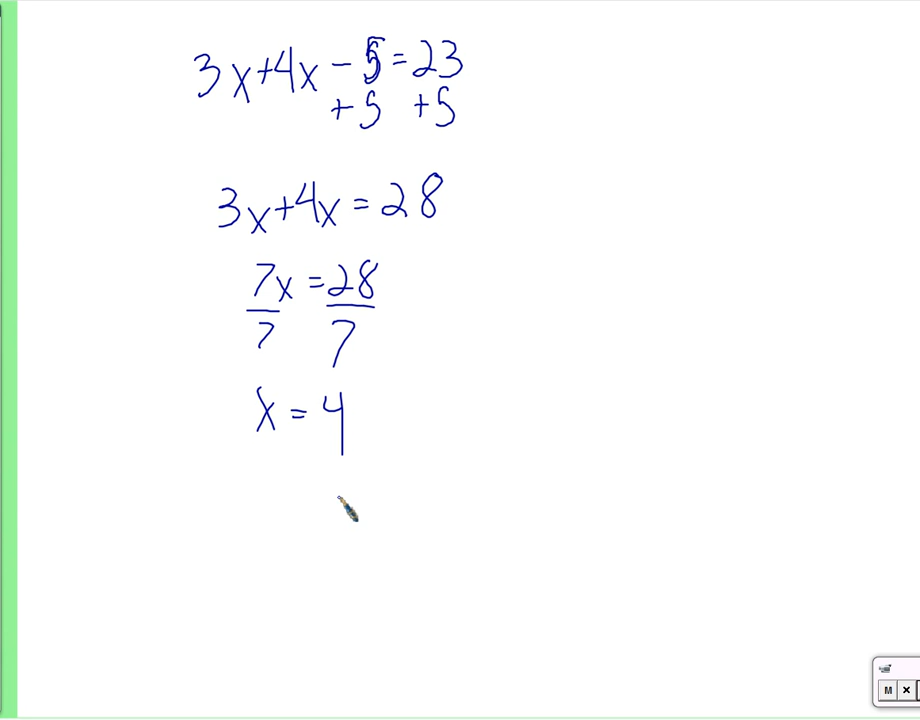 3x+4x-5=23
+5 +5
3x+4x=28
7x=28
7 7
x=4
M ×